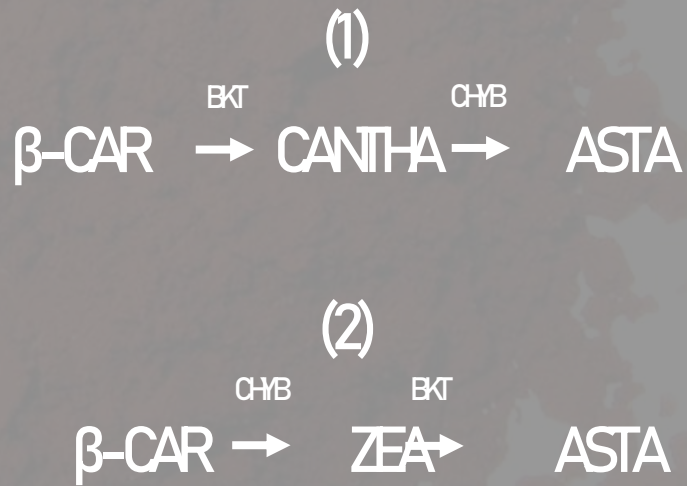 (1)
BKT CHYB
β-CAR → CANTHA → ASTA
(2)
CHYB BKT
β-CAR → ZEA → ASTA